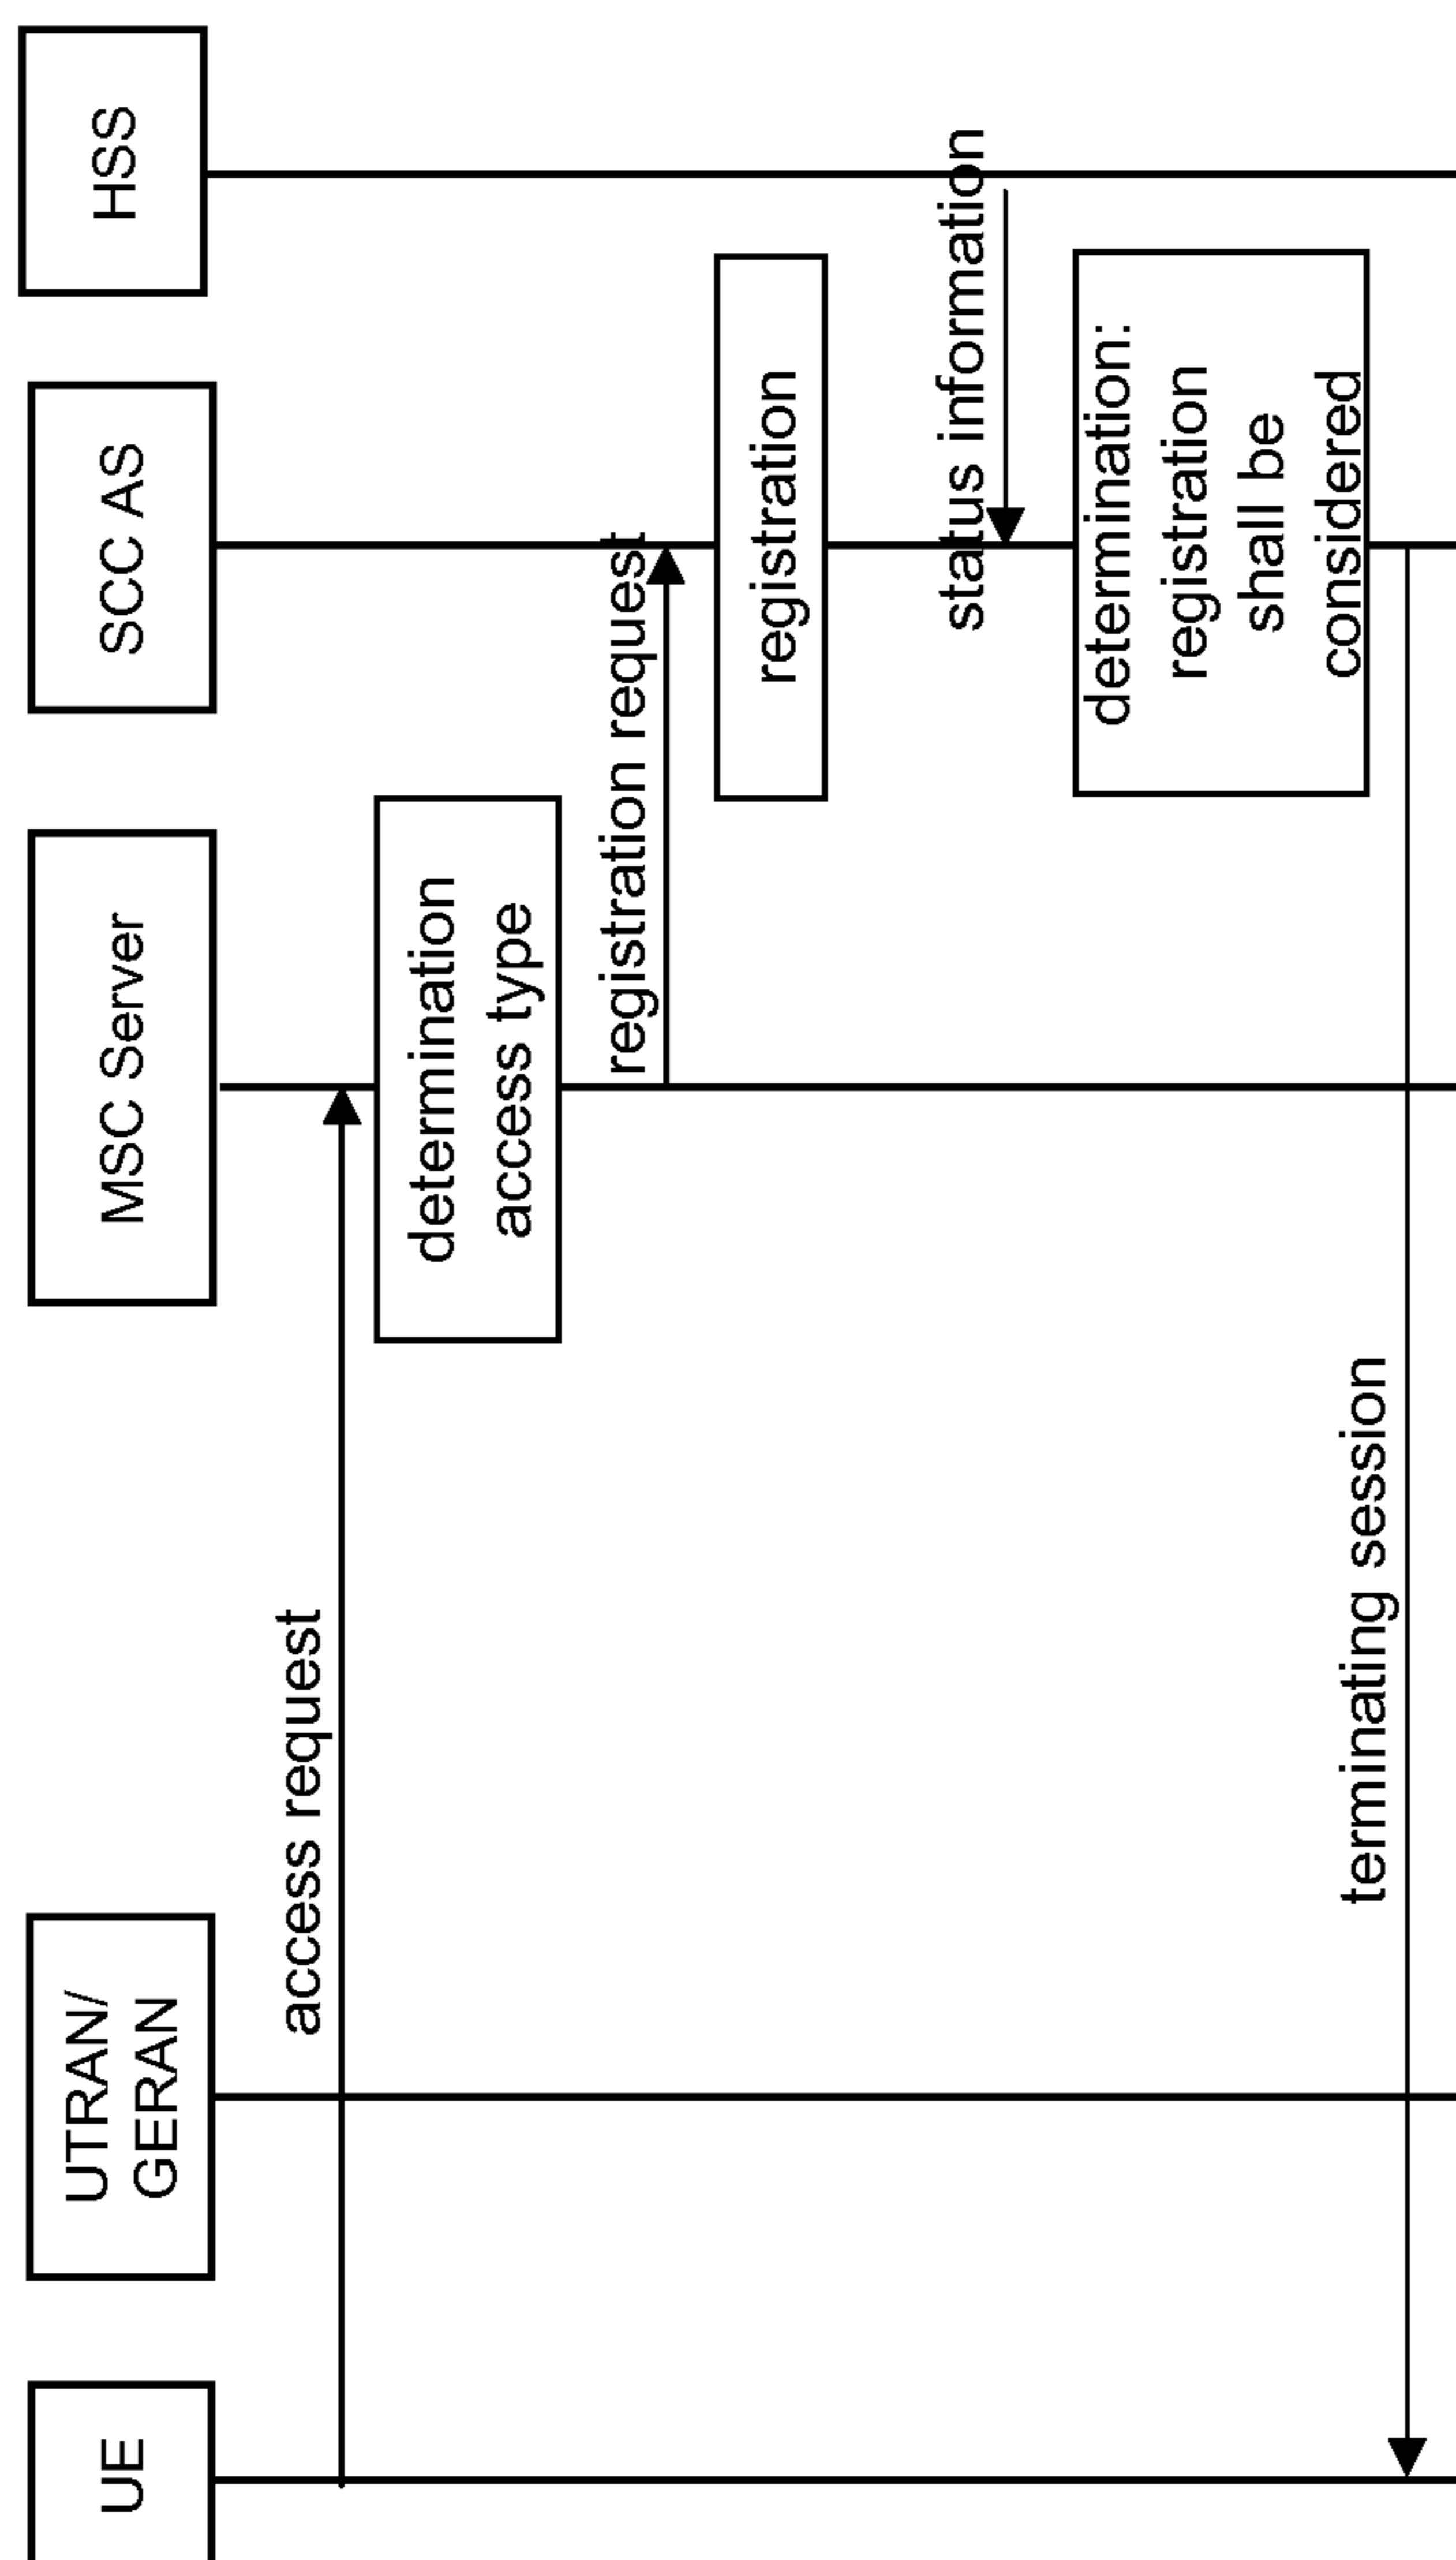 UE
UTRAN/
GERAN
MSC Server
SCC AS
HSS
access request
determination
access type
registration request
registration
status information
determination:
registration
shall be
considered
terminating session